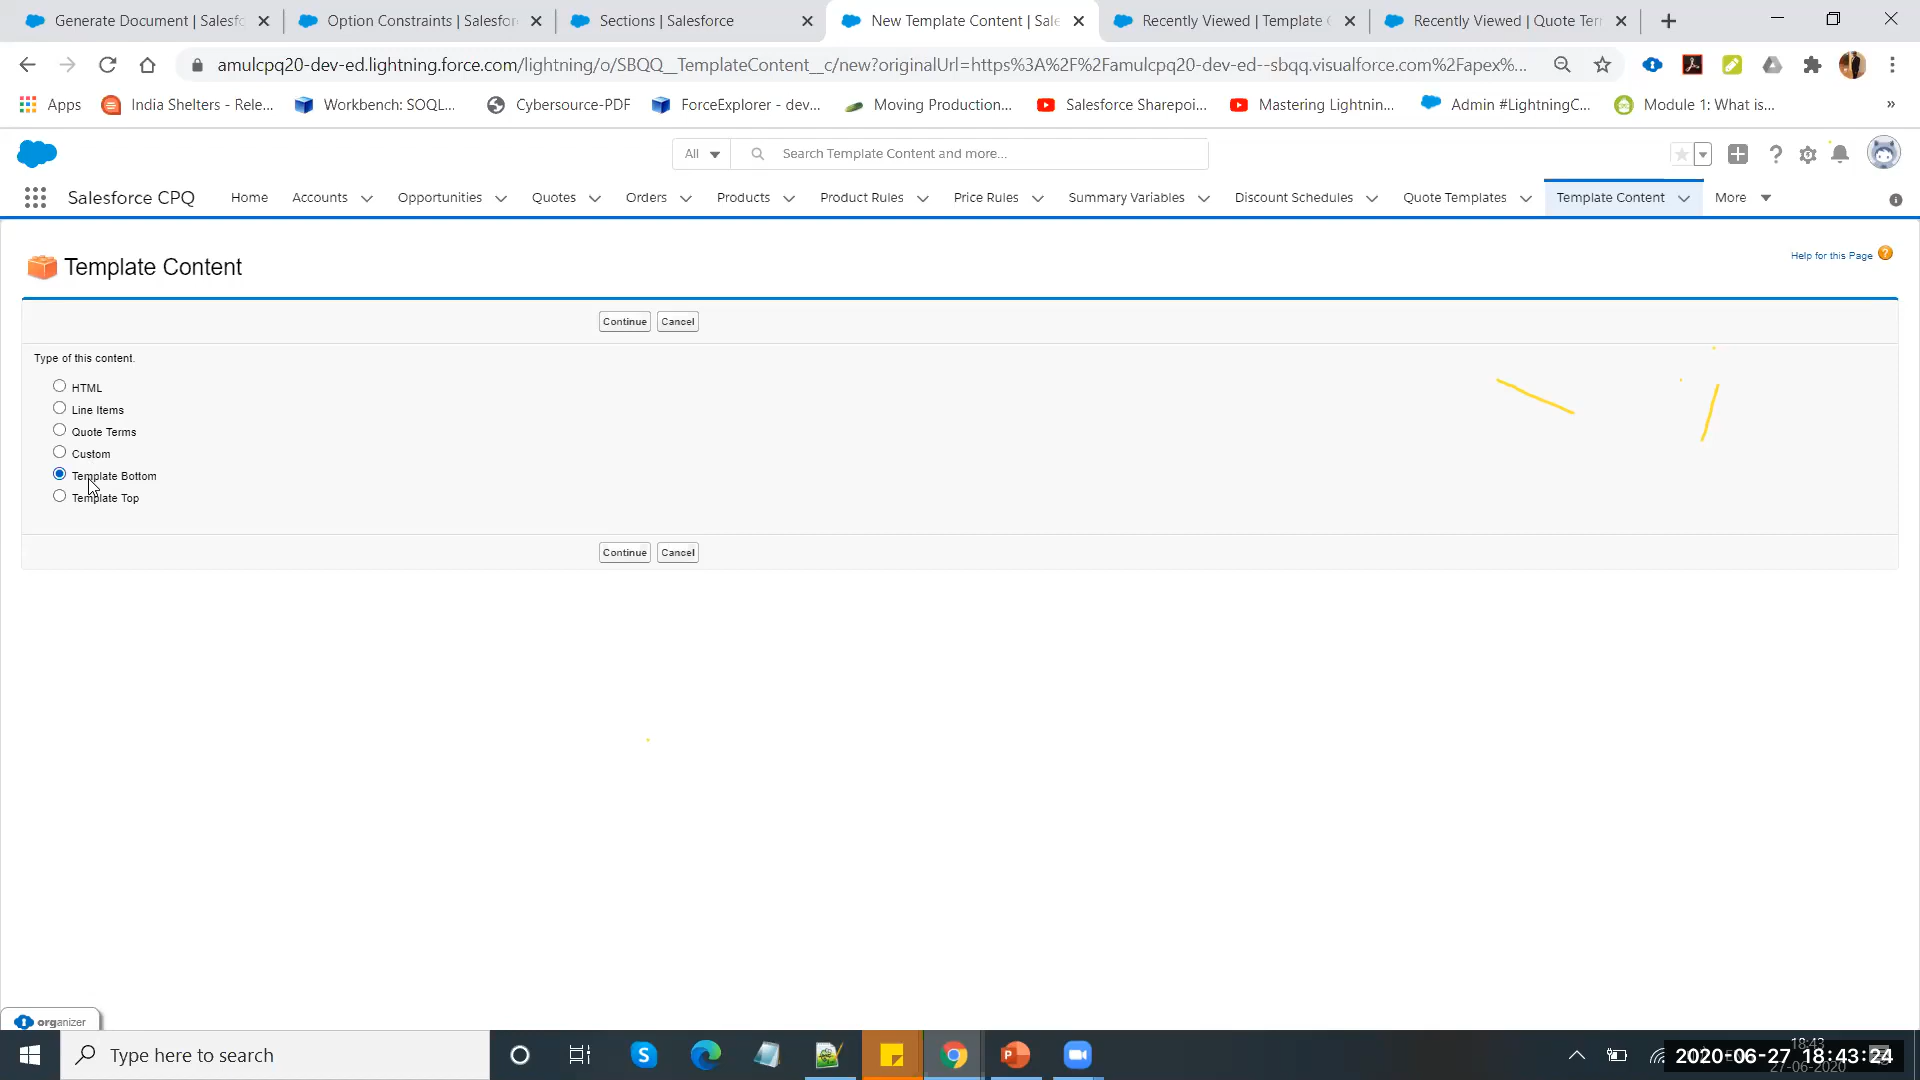 Generate Document | Salesfo
Option Constraints | Salesfor
Sections | Salesforce
New Template Content | Sale
Recently Viewed | Template C
Recently Viewed | Quote Terr
amulcpq20-dev-ed.lightning.force.com/lightning/o/SBQQ__TemplateContent__c/new?originalUrl=https%3A%2F%2Famulcpq20-dev-ed--sbqq.visualforce.com%2Fapex%...
Apps
India Shelters - Rele...
Workbench: SOQL...
Cybersource-PDF
ForceExplorer - dev...
Moving Production...
Salesforce Sharepoi...
Mastering Lightnin...
Admin #LightningC...
Module 1: What is...
»
All
Search Template Content and more...
Salesforce CPQ
Home
Accounts
Opportunities
Quotes
Orders
Products
Product Rules
Price Rules
Summary Variables
Discount Schedules
Quote Templates
Template Content
More
Template Content
Help for this Page
Continue
Cancel
Type of this content.
HTML
Line Items
Quote Terms
Custom
Template Bottom
Template Top
Continue
Cancel
organizer
Type here to search
18:43
2020-06-27 18:43:24
27-06-2020